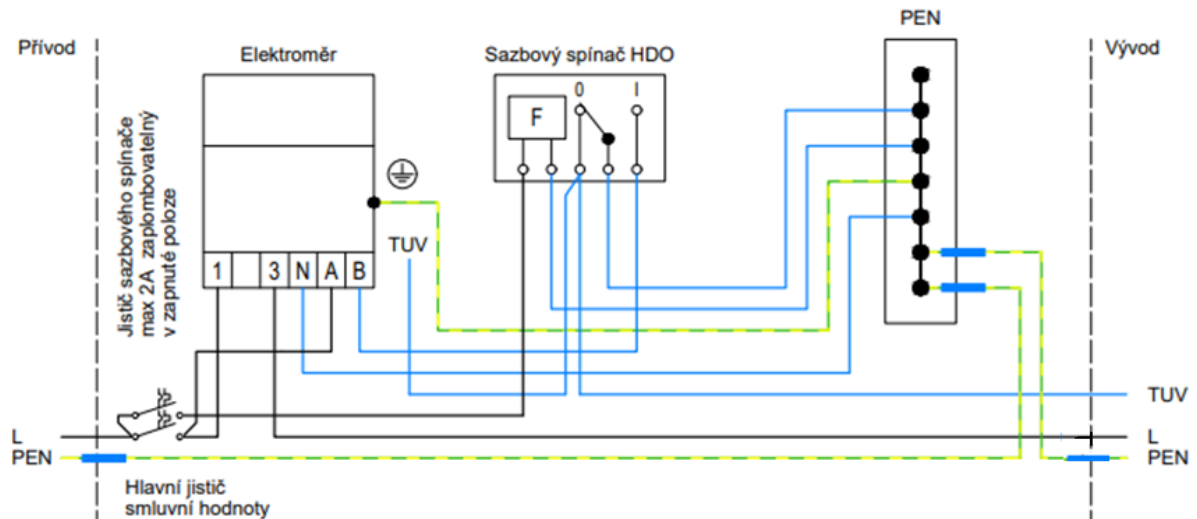 PEN
Přívod
Elektroměr
Sazbový spínač HDO
Vývod
Jistič sazbového spínače
max 2A zaplombovatelný
v zapnuté poloze
F
0
I
TUV
1
3
N
A
B
TUV
L
L
PEN
PEN
Hlavní jistič
smluvní hodnoty